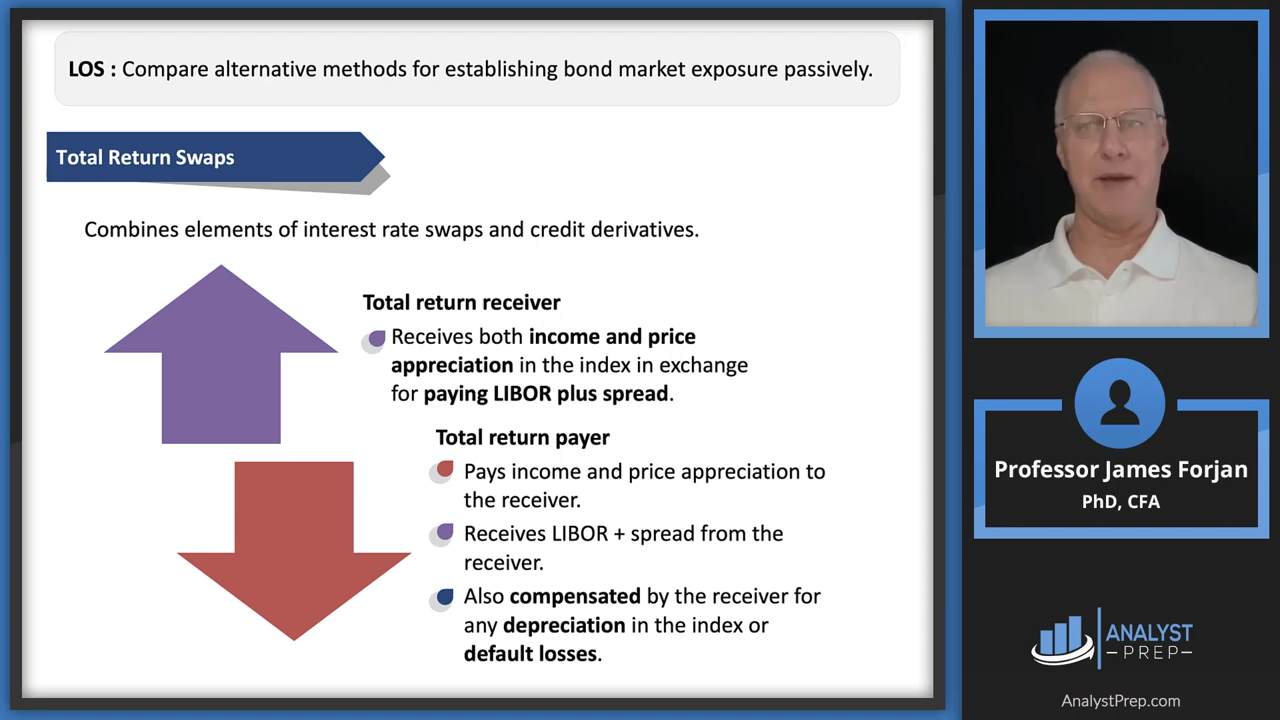 LOS : Compare alternative methods for establishing bond market exposure passively.
Total Return Swaps
Combines elements of interest rate swaps and credit derivatives.
Total return receiver
Receives both income and price
appreciation in the index in exchange
for paying LIBOR plus spread.
Total return payer
Pays income and price appreciation to
the receiver.
Receives LIBOR + spread from the
receiver.
Also compensated by the receiver for
any depreciation in the index or
default losses.
Professor James Forjan
PhD, CFA
ANALYST
PREP
AnalystPrep.com